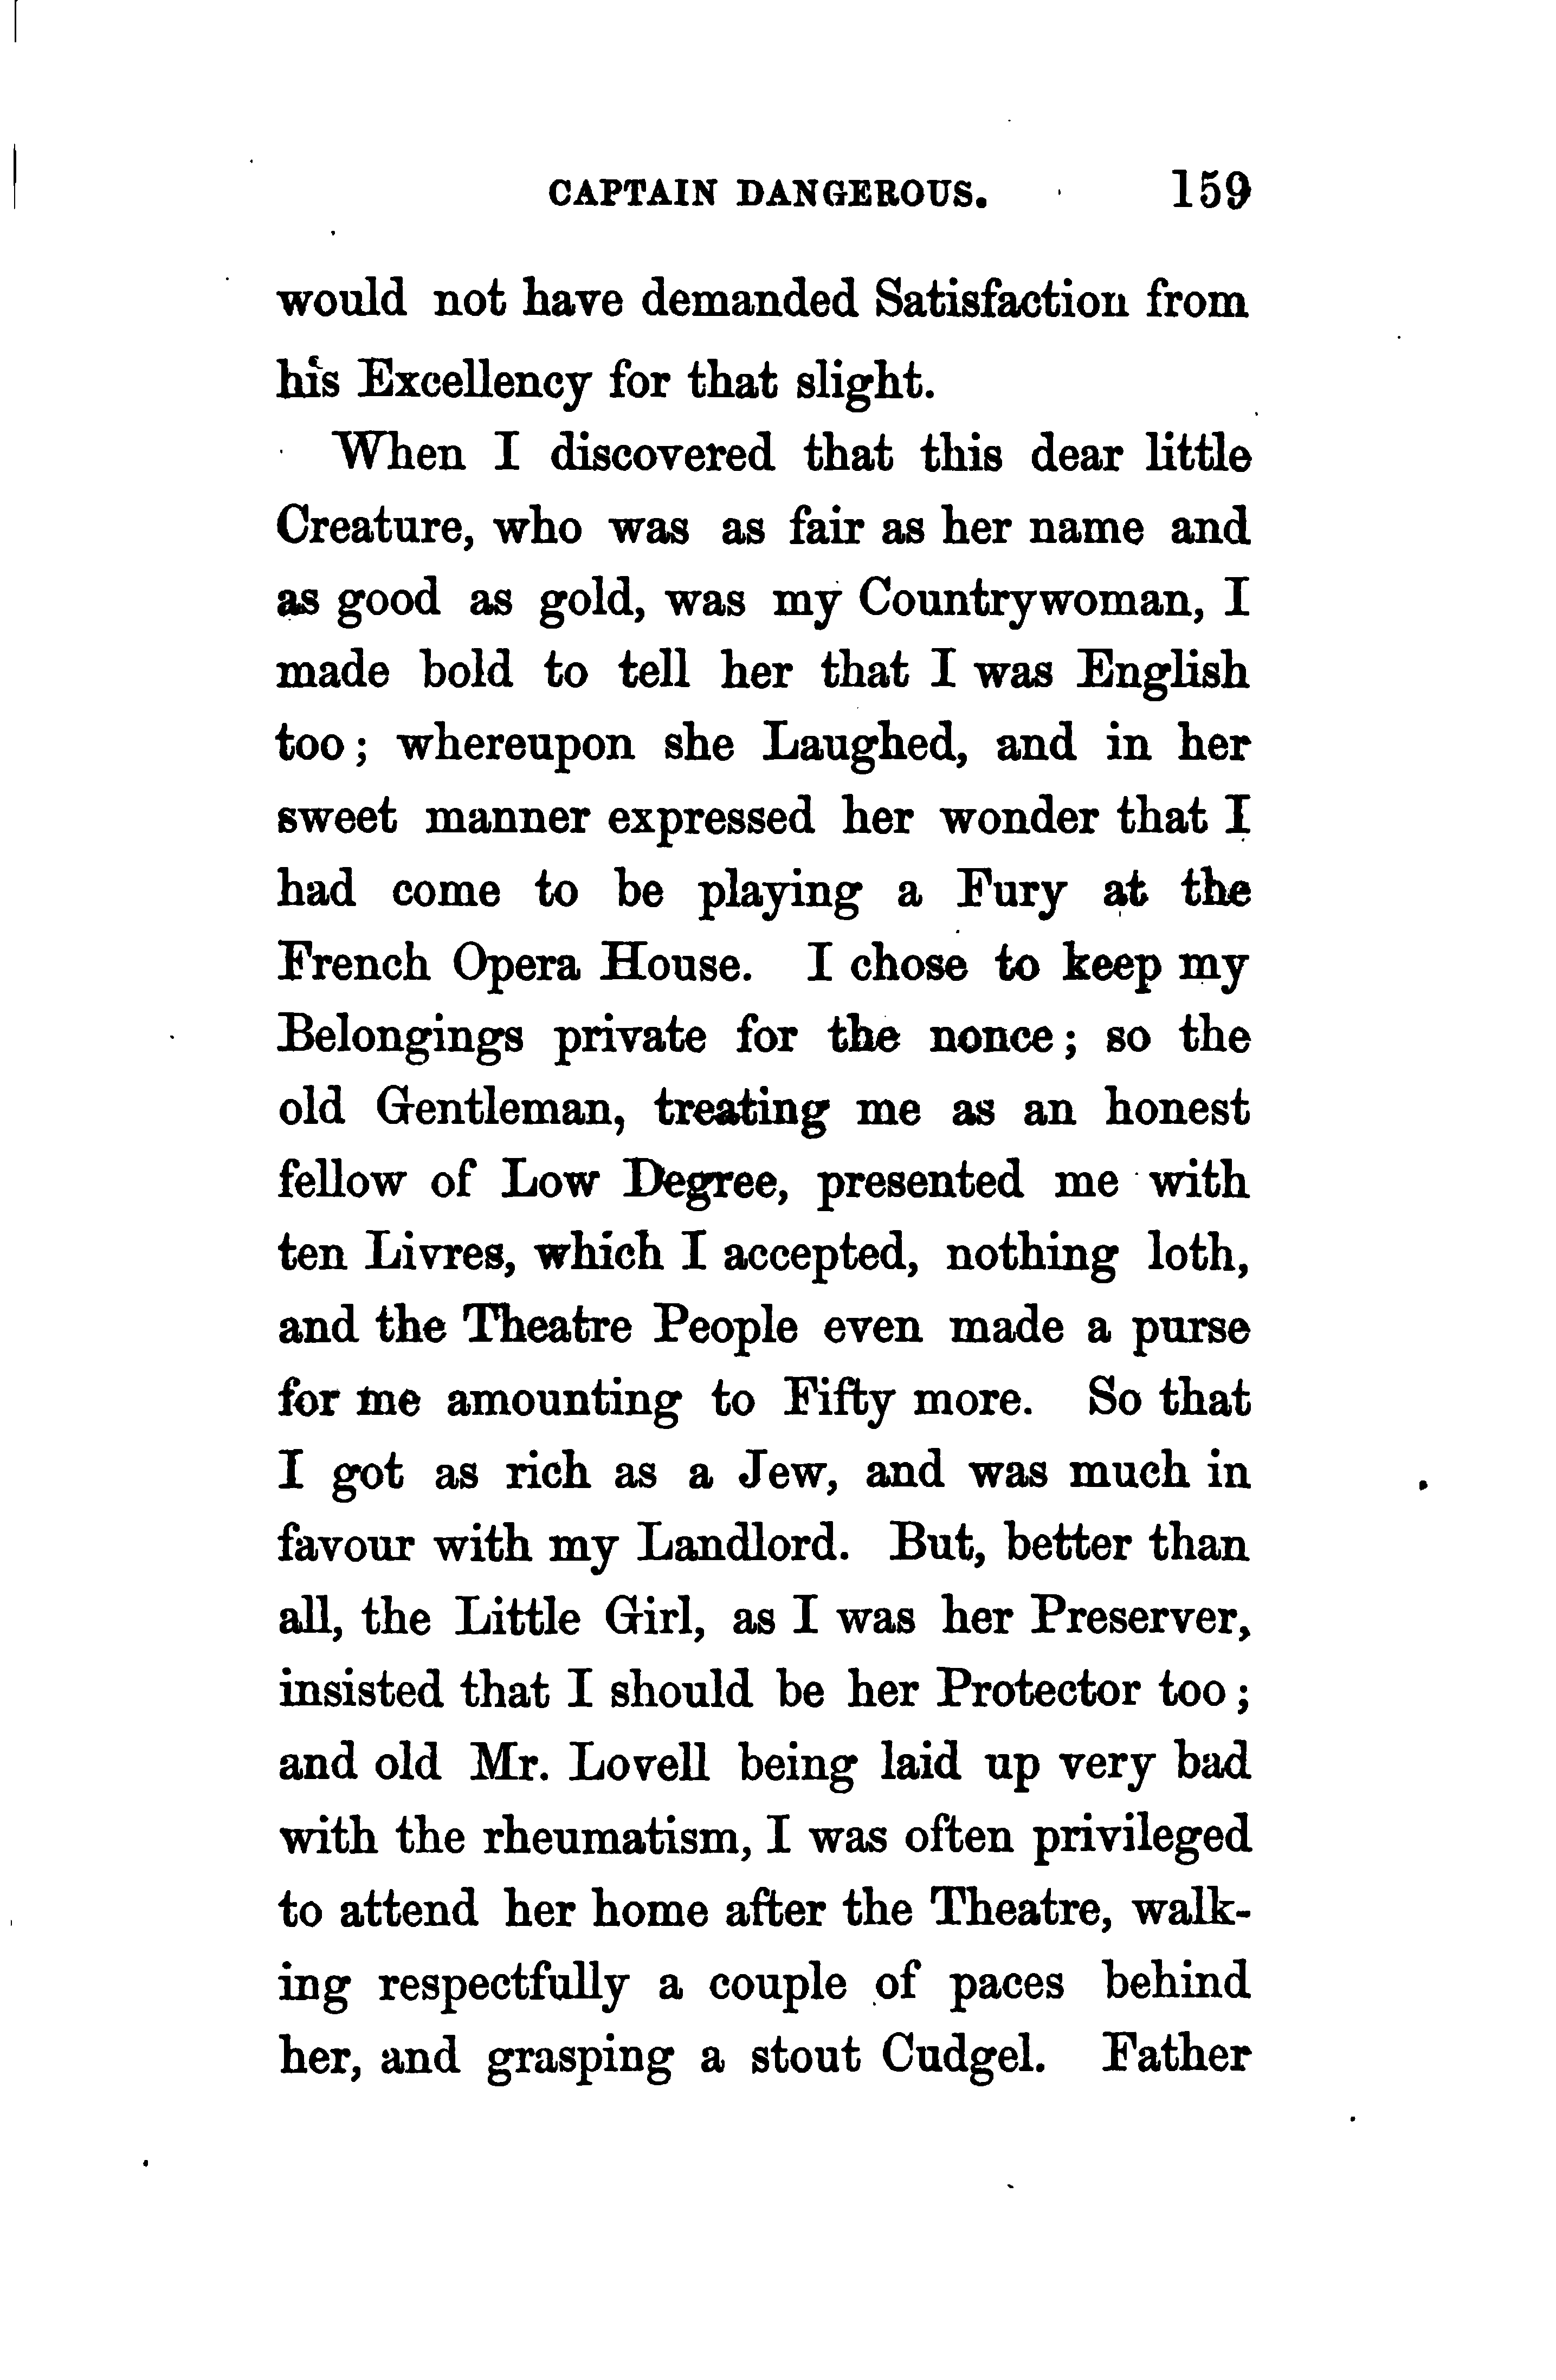 CAPTAIN DANGEROUS. 159
would not have demanded Satisfaction from
his Excellency for that slight.
When I discovered that this dear little
Creature, who was as fair as her name and
as good as gold, was my Countrywoman, I
made bold to tell her that I was English
too; whereupon she Laughed, and in her
sweet manner expressed her wonder that I
had come to be playing a Fury at the
French Opera House. I chose to keep my
Belongings private for the nonce; so the
old Gentleman, treating me as an honest
fellow of Low Degree, presented me with
ten Livres, which I accepted, nothing loth,
and the Theatre People even made a purse
for me amounting to Fifty more. So that
I got as rich as a Jew, and was much in
favour with my Landlord. But, better than
all, the Little Girl, as I was her Preserver,
insisted that I should be her Protector too;
and old Mr. Lovell being laid up very bad
with the rheumatism, I was often privileged
to attend her home after the Theatre, walk-
ing respectfully a couple of paces behind
her, and grasping a stout Cudgel. Father